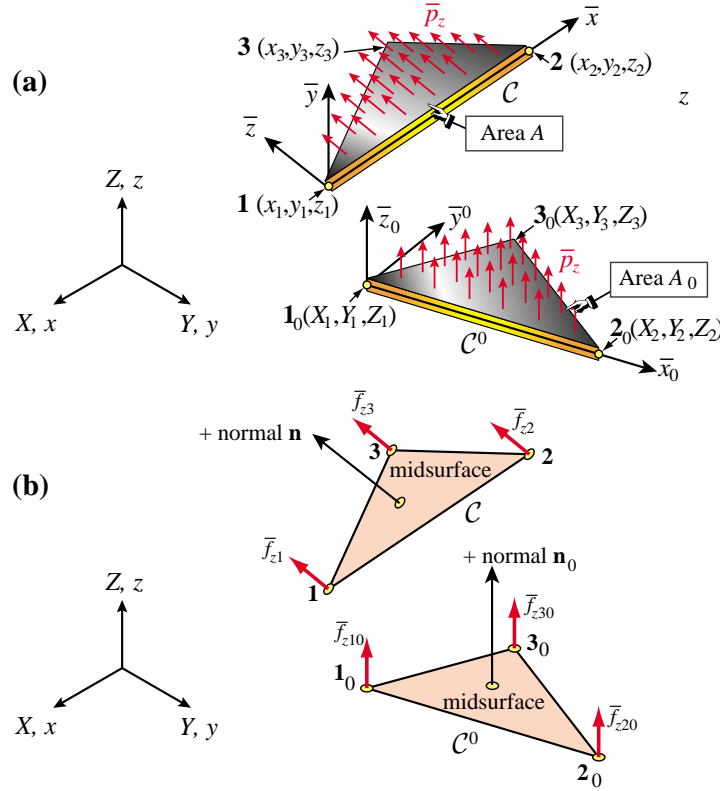 (a)
p̅z
x̅
3 (x3,y3,z3)
2 (x2,y2,z2)
y̅
C
z
z̅
Area A
1 (x1,y1,z1)
Z, z
X, x
Y, y
z̅0
y̅⁰
30(X3,Y3,Z3)
p̅z
Area A0
10(X1,Y1,Z1)
20(X2,Y2,Z2)
C⁰
x̅0
(b)
f̅z3
f̅z2
+ normal n
3
2
midsurface
C
f̅z1
1
+ normal n0
Z, z
X, x
Y, y
f̅z10
f̅z30
10
30
midsurface
f̅z20
C⁰
20